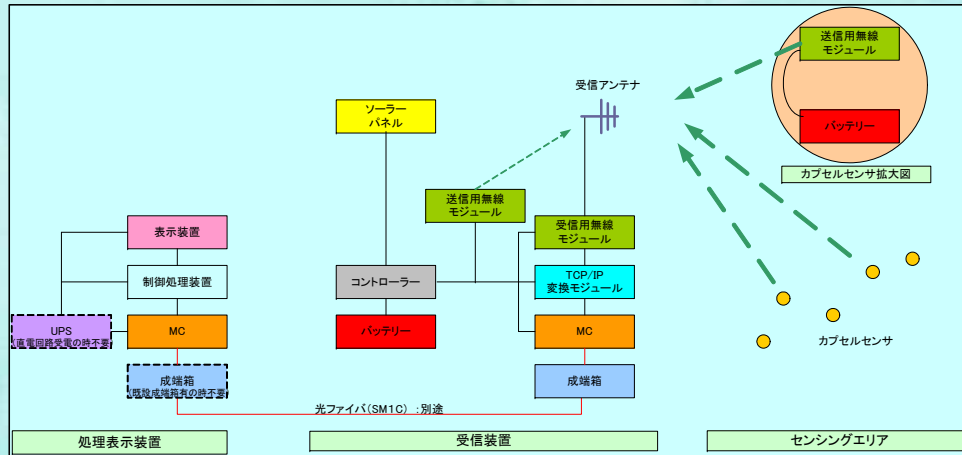 送信用無線
モジュール
バッテリー
カプセルセンサ拡大図
受信アンテナ
ソーラー
パネル
送信用無線
モジュール
受信用無線
モジュール
コントローラー
TCP/IP
変換モジュール
バッテリー
MC
成端箱
表示装置
制御処理装置
UPS
(直電回路受電の時不要)
MC
成端箱
(既設成端箱有の時不要)
光ファイバ(SM1C) :別途
カプセルセンサ
処理表示装置
受信装置
センシングエリア